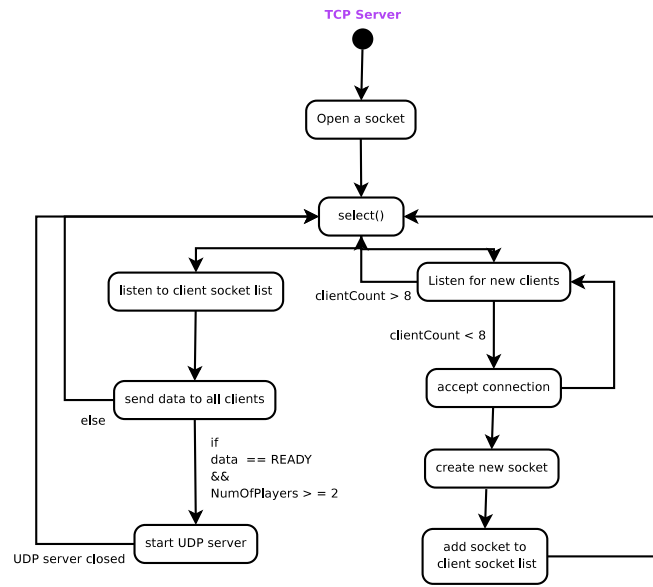 TCP Server
Open a socket
select()
listen to client socket list
Listen for new clients
clientCount > 8
clientCount < 8
send data to all clients
accept connection
else
if
data == READY
&&
NumOfPlayers > = 2
create new socket
start UDP server
UDP server closed
add socket to
client socket list